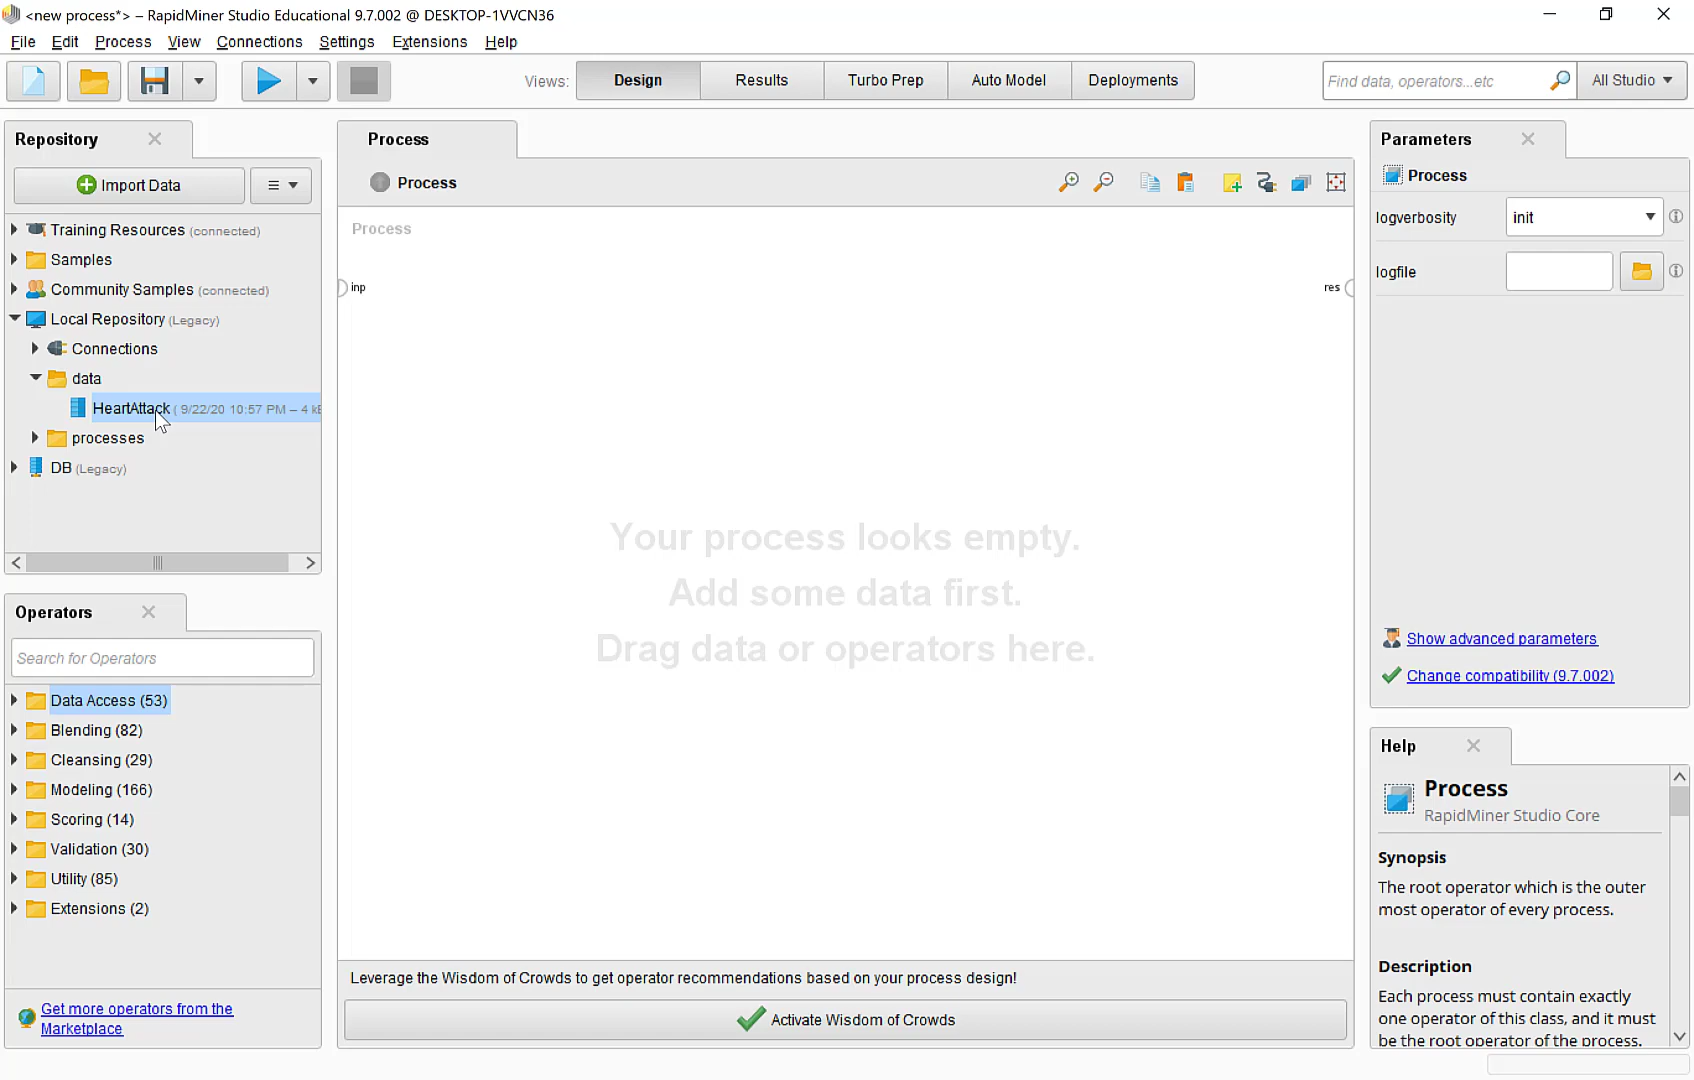 <new process*> – RapidMiner Studio Educational 9.7.002 @ DESKTOP-1VVCN36
File Edit Process View Connections Settings Extensions Help
Views: Design Results Turbo Prep Auto Model Deployments
Find data, operators...etc
All Studio
Repository
Import Data
Training Resources (connected)
Samples
Community Samples (connected)
Local Repository (Legacy)
Connections
data
HeartAttack ( 9/22/20 10:57 PM – 4 kB
processes
DB (Legacy)
Operators
Search for Operators
Data Access (53)
Blending (82)
Cleansing (29)
Modeling (166)
Scoring (14)
Validation (30)
Utility (85)
Extensions (2)
Get more operators from the
Marketplace
Process
Process
Process
inp
res
Your process looks empty.
Add some data first.
Drag data or operators here.
Leverage the Wisdom of Crowds to get operator recommendations based on your process design!
Activate Wisdom of Crowds
Parameters
Process
logverbosity
init
logfile
Show advanced parameters
Change compatibility (9.7.002)
Help
Process
RapidMiner Studio Core
Synopsis
The root operator which is the outer
most operator of every process.
Description
Each process must contain exactly
one operator of this class, and it must
be the root operator of the process.